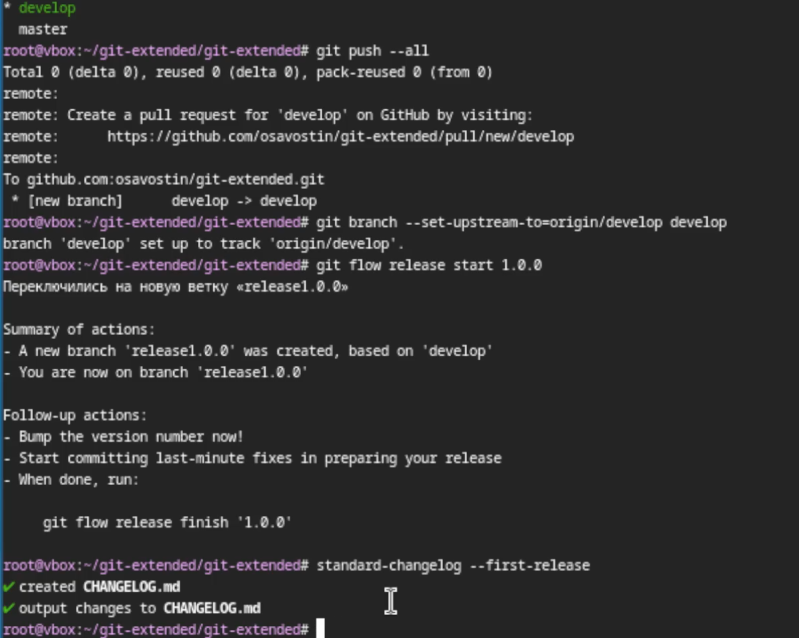 * develop
  master
root@vbox:~/git-extended/git-extended# git push --all
Total 0 (delta 0), reused 0 (delta 0), pack-reused 0 (from 0)
remote:
remote: Create a pull request for 'develop' on GitHub by visiting:
remote:      https://github.com/osavostin/git-extended/pull/new/develop
remote:
To github.com:osavostin/git-extended.git
 * [new branch]      develop -> develop
root@vbox:~/git-extended/git-extended# git branch --set-upstream-to=origin/develop develop
branch 'develop' set up to track 'origin/develop'.
root@vbox:~/git-extended/git-extended# git flow release start 1.0.0
Переключились на новую ветку «release1.0.0»

Summary of actions:
- A new branch 'release1.0.0' was created, based on 'develop'
- You are now on branch 'release1.0.0'

Follow-up actions:
- Bump the version number now!
- Start committing last-minute fixes in preparing your release
- When done, run:

     git flow release finish '1.0.0'

root@vbox:~/git-extended/git-extended# standard-changelog --first-release
✔ created CHANGELOG.md
✔ output changes to CHANGELOG.md
root@vbox:~/git-extended/git-extended#